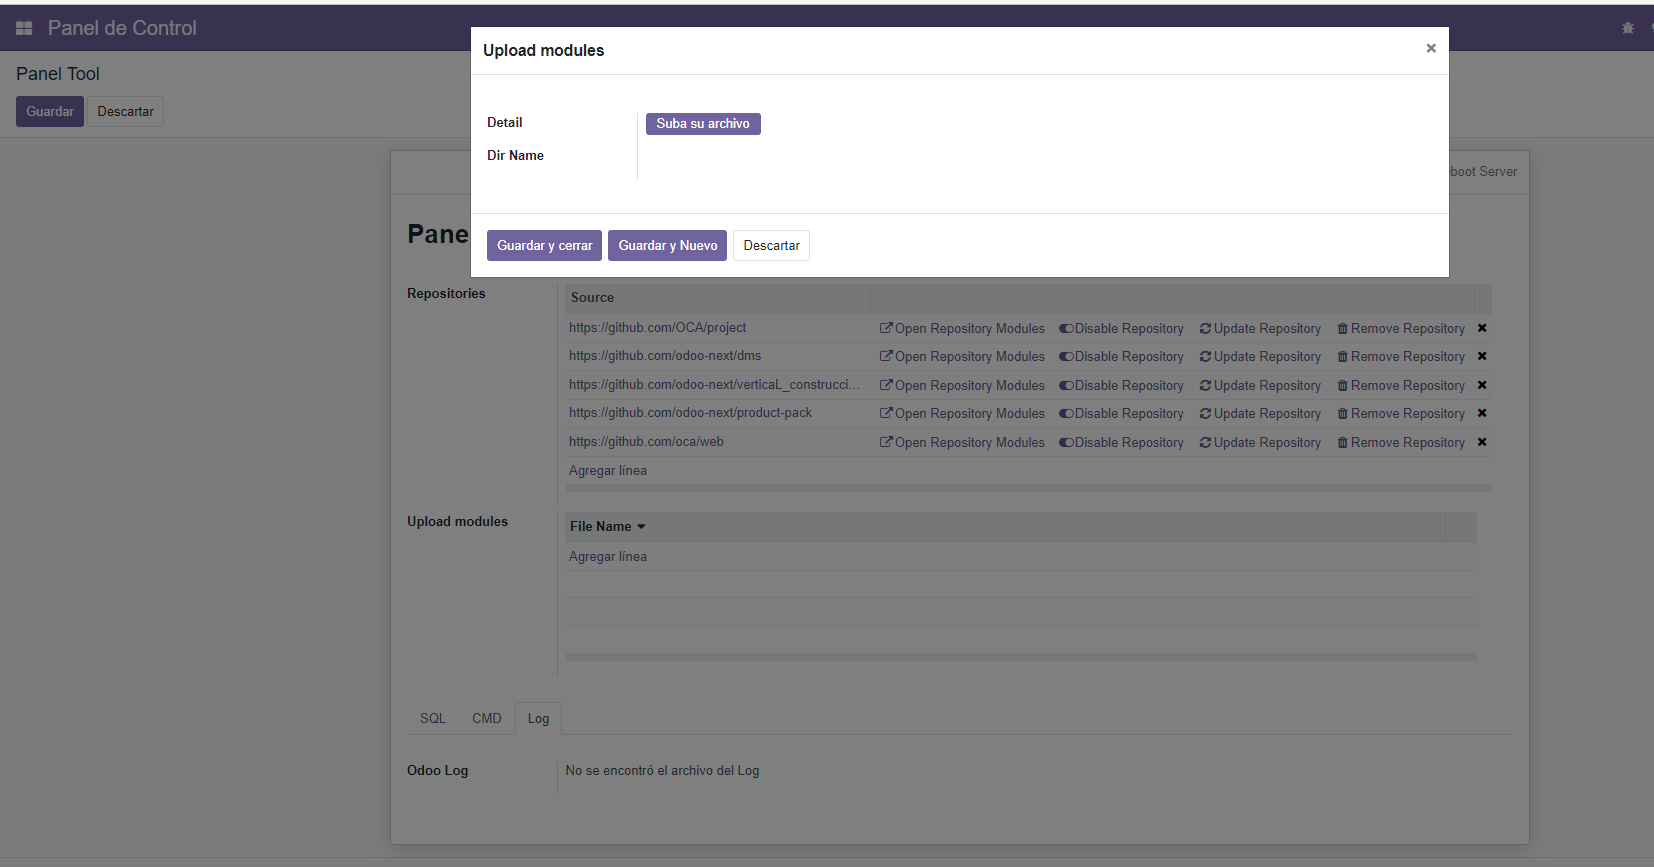 Panel de Control
Panel Tool
Guardar Descartar
Upload modules ×
Detail Suba su archivo
Dir Name
Guardar y cerrar Guardar y Nuevo Descartar
boot Server
Pane
Repositories
Source
https://github.com/OCA/project Open Repository Modules Disable Repository Update Repository Remove Repository
https://github.com/odoo-next/dms Open Repository Modules Disable Repository Update Repository Remove Repository
https://github.com/odoo-next/verticaL_construcci... Open Repository Modules Disable Repository Update Repository Remove Repository
https://github.com/odoo-next/product-pack Open Repository Modules Disable Repository Update Repository Remove Repository
https://github.com/oca/web Open Repository Modules Disable Repository Update Repository Remove Repository
Agregar línea
Upload modules
File Name
Agregar línea
SQL CMD Log
Odoo Log No se encontró el archivo del Log